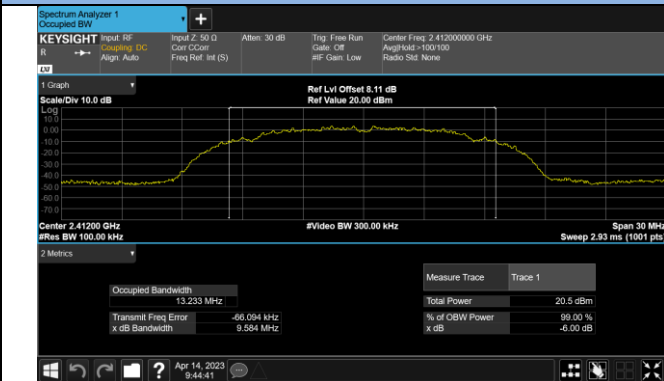 Spectrum Analyzer 1
Occupied BW
+
KEYSIGHT Input: RF Input Z: 50 Ω Atten: 30 dB Trig: Free Run Center Freq: 2.412000000 GHz
R Coupling: DC Corr CCorr Gate: Off Avg|Hold:>100/100
Align: Auto Freq Ref: Int (S) #IF Gain: Low Radio Std: None
LXI
1 Graph Ref Lvl Offset 8.11 dB
Scale/Div 10.0 dB Ref Value 20.00 dBm
Log
10.0
0.00
-10.0
-20.0
-30.0
-40.0
-50.0
-60.0
-70.0
Center 2.41200 GHz #Video BW 300.00 kHz Span 30 MHz
#Res BW 100.00 kHz Sweep 2.93 ms (1001 pts)
2 Metrics
Measure Trace Trace 1
Occupied Bandwidth
13.233 MHz Total Power 20.5 dBm
Transmit Freq Error -66.094 kHz % of OBW Power 99.00 %
x dB Bandwidth 9.584 MHz x dB -6.00 dB
? Apr 14, 2023
9:44:41